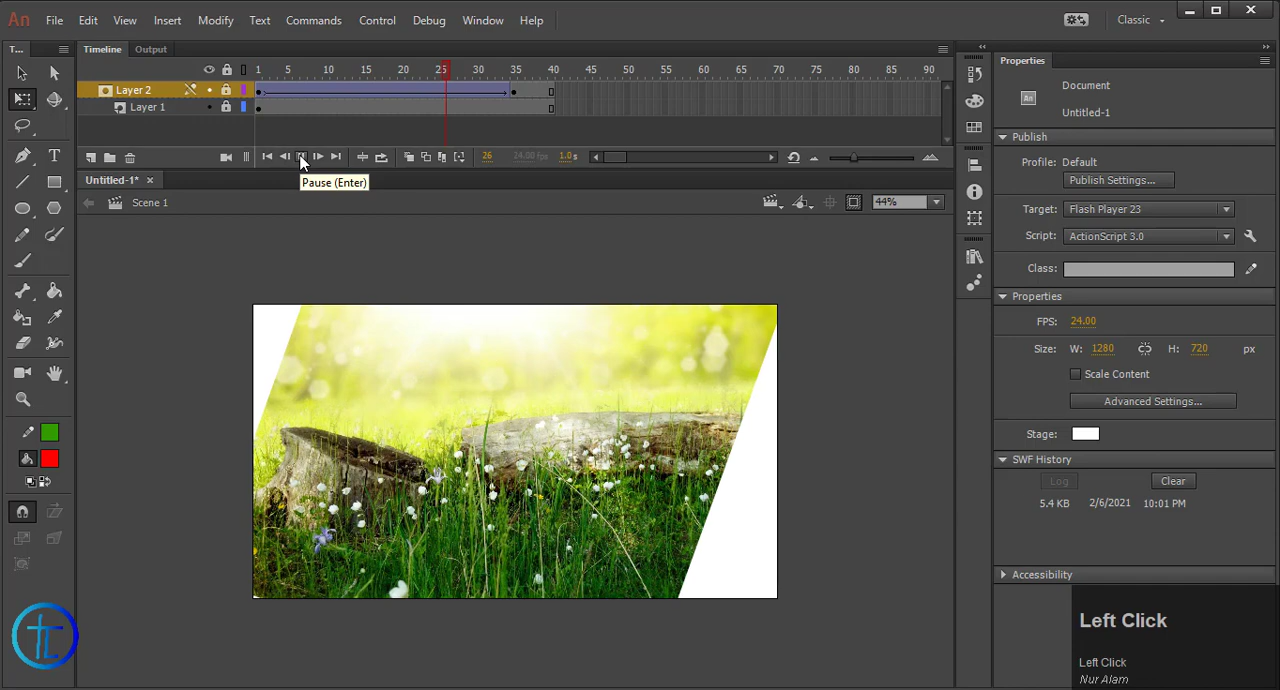 An File Edit View Insert Modify Text Commands Control Debug Window Help Classic
T... Timeline Output Properties
1 5 10 15 20 25 30 35 40 45 50 55 60 65 70 75 80 85 90
Layer 2
Layer 1
26 24.00 fps 1.0 s
Pause (Enter)
Untitled-1*
Scene 1 44%
Document
An
Untitled-1
Publish
Profile: Default
Publish Settings...
Target: Flash Player 23
Script: ActionScript 3.0
Class:
Properties
FPS: 24.00
Size: W: 1280 H: 720 px
Scale Content
Advanced Settings...
Stage:
SWF History
Log Clear
5.4 KB 2/6/2021 10:01 PM
Accessibility
Left Click
Left Click
Nur Alam